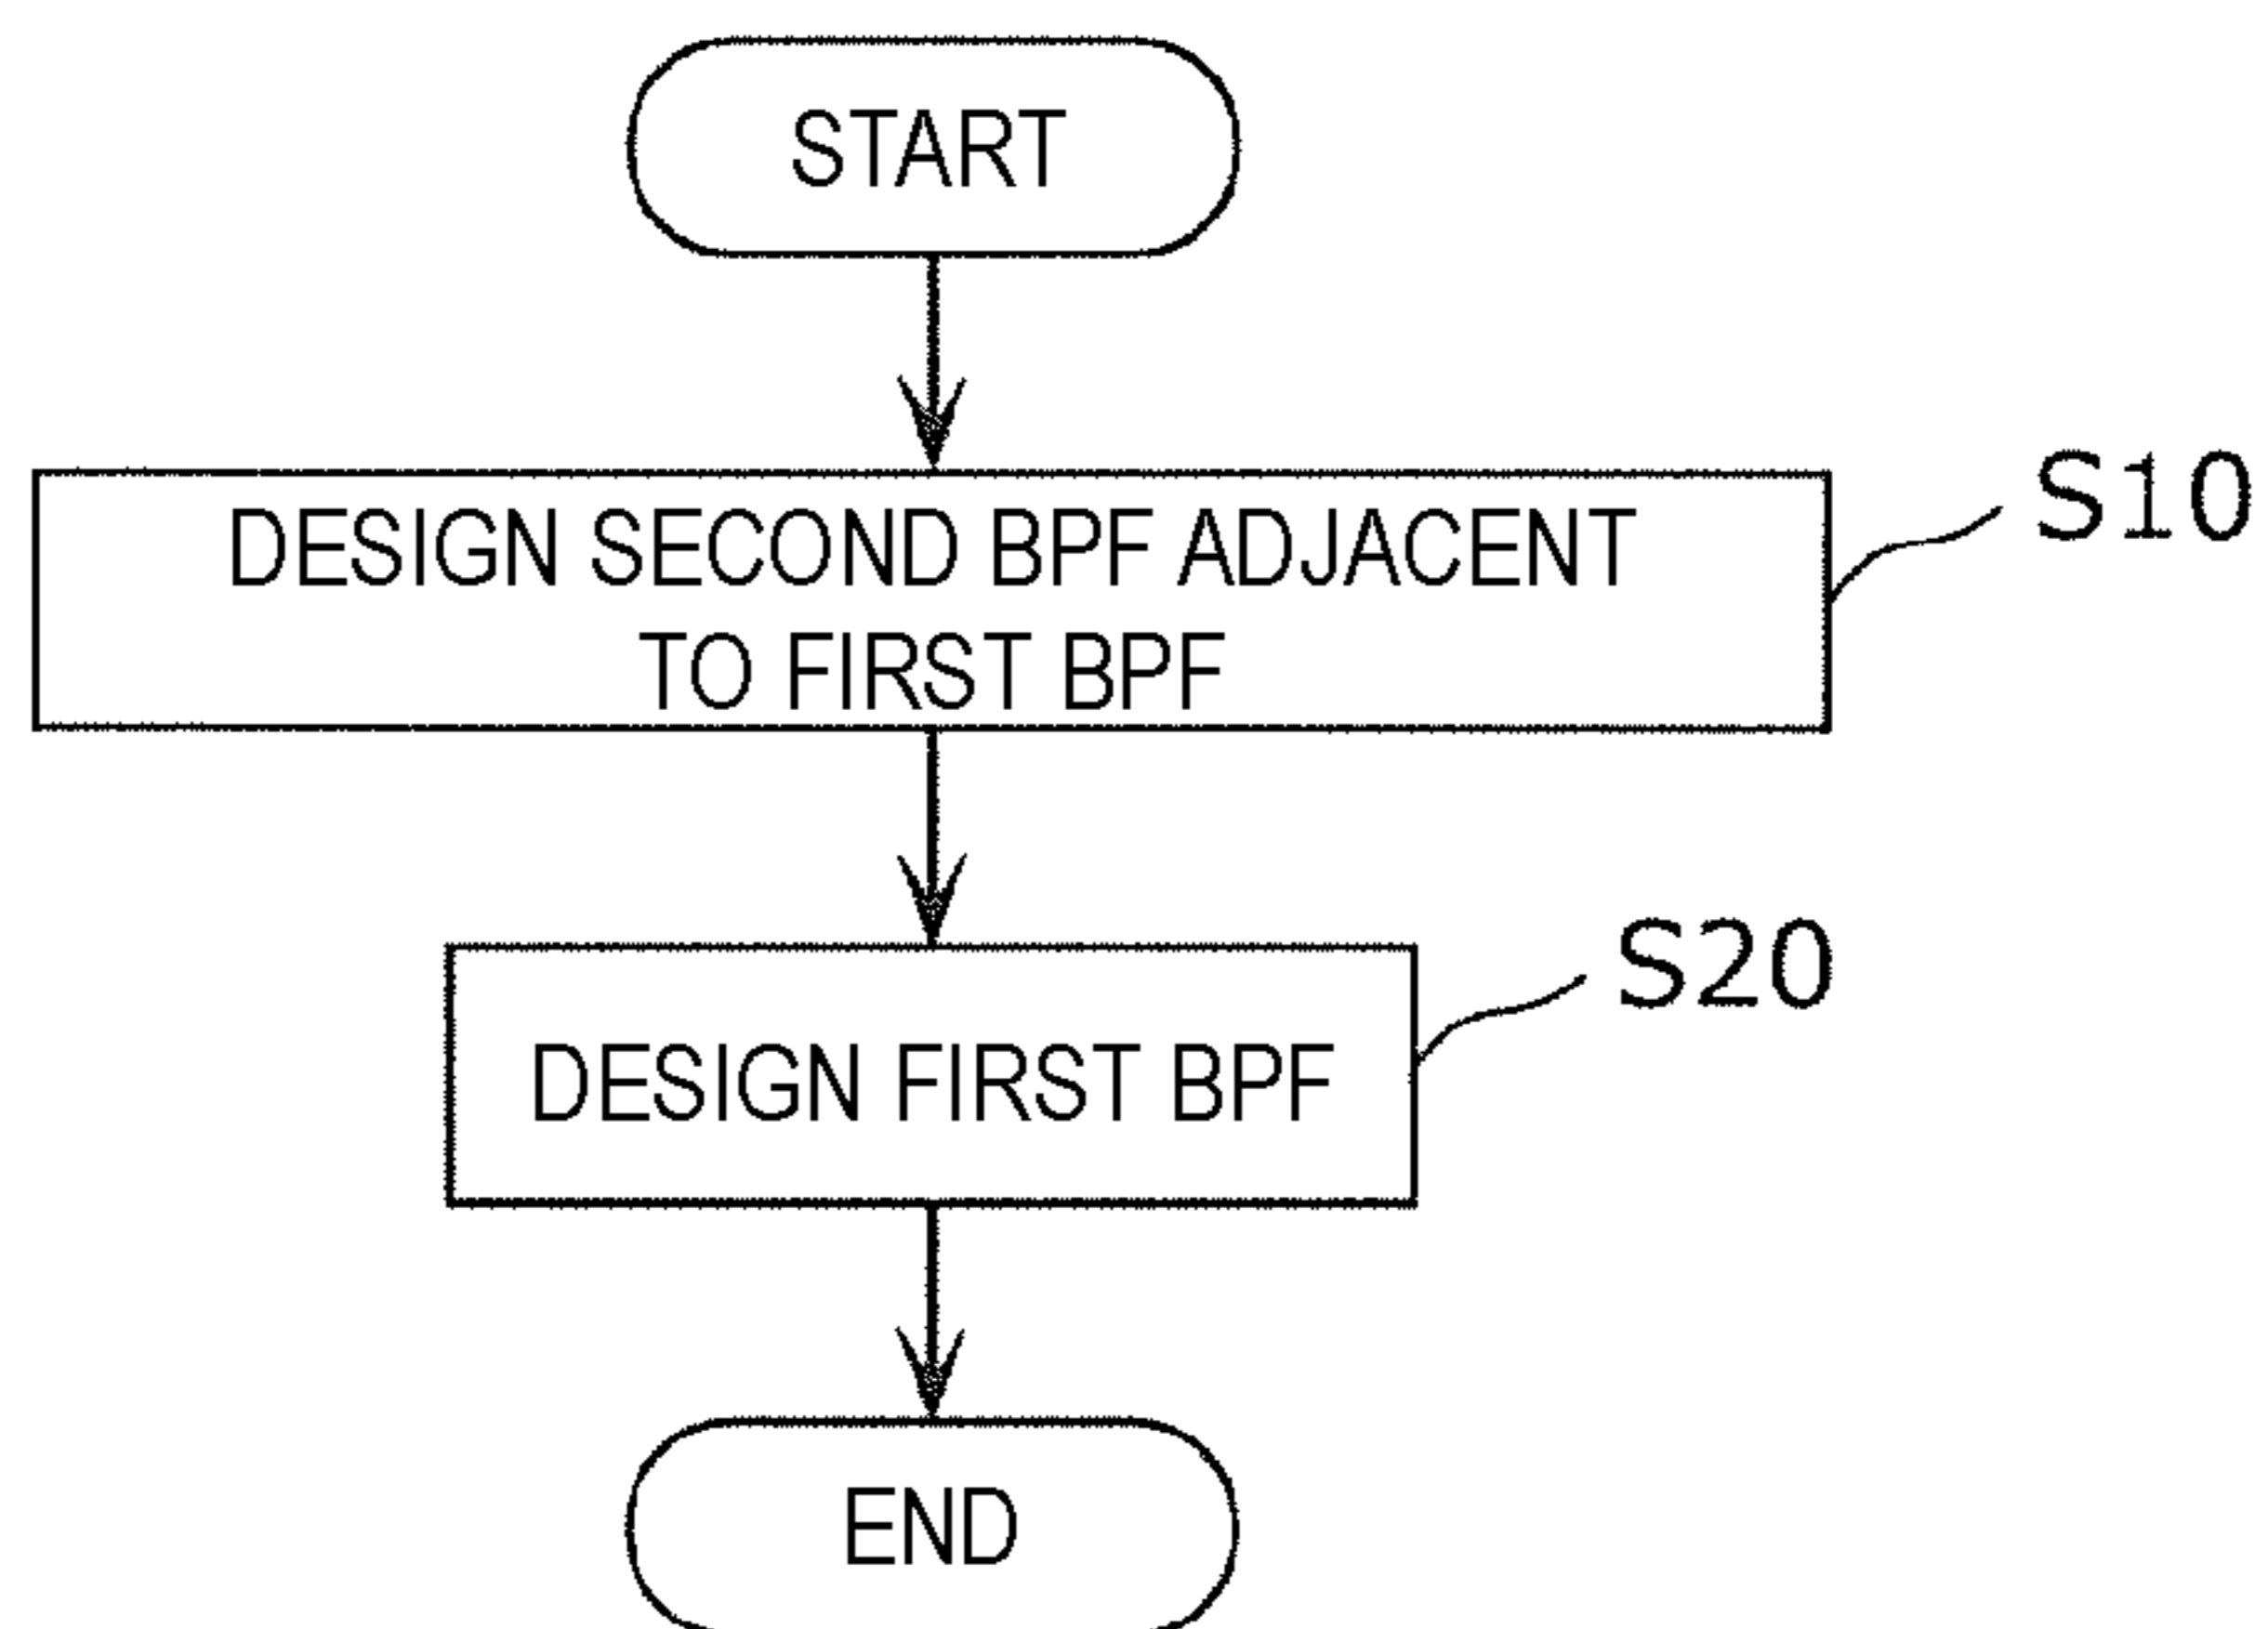 START
DESIGN SECOND BPF ADJACENT
TO FIRST BPF
S10
DESIGN FIRST BPF
S20
END